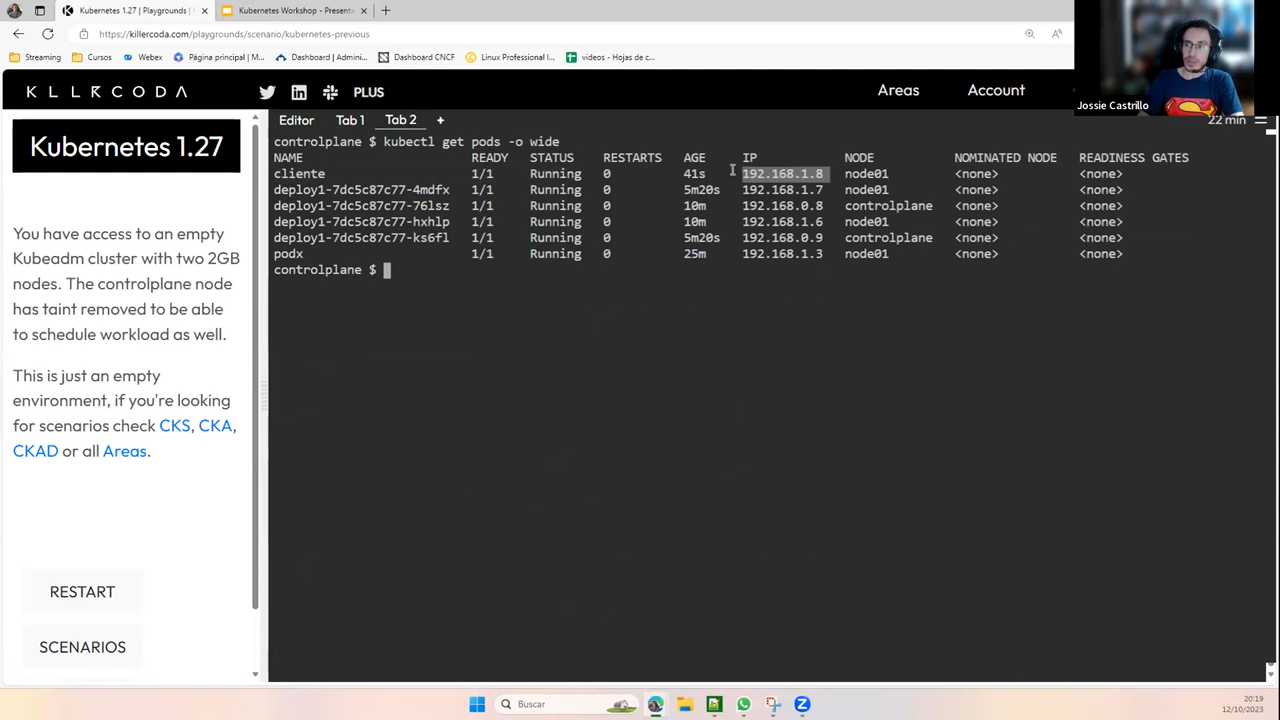 Kubernetes 1.27 | Playgrounds |
Kubernetes Workshop - Presenta
https://killercoda.com/playgrounds/scenario/kubernetes-previous
Streaming
Cursos
Webex
Página principal | M...
Dashboard | Admini...
Dashboard CNCF
Linux Professional I...
videos - Hojas de c...
Jossie Castrillo
KLLRCODA
PLUS
Areas
Account
22 min
Kubernetes 1.27
You have access to an empty
Kubeadm cluster with two 2GB
nodes. The controlplane node
has taint removed to be able
to schedule workload as well.
This is just an empty
environment, if you're looking
for scenarios check CKS, CKA,
CKAD or all Areas.
RESTART
SCENARIOS
Editor Tab 1 Tab 2 +
controlplane $ kubectl get pods -o wide
NAME READY STATUS RESTARTS AGE IP NODE NOMINATED NODE READINESS GATES
cliente 1/1 Running 0 41s 192.168.1.8 node01 <none> <none>
deploy1-7dc5c87c77-4mdfx 1/1 Running 0 5m20s 192.168.1.7 node01 <none> <none>
deploy1-7dc5c87c77-76lsz 1/1 Running 0 10m 192.168.0.8 controlplane <none> <none>
deploy1-7dc5c87c77-hxhlp 1/1 Running 0 10m 192.168.1.6 node01 <none> <none>
deploy1-7dc5c87c77-ks6fl 1/1 Running 0 5m20s 192.168.0.9 controlplane <none> <none>
podx 1/1 Running 0 25m 192.168.1.3 node01 <none> <none>
controlplane $
Buscar
20:19
12/10/2023